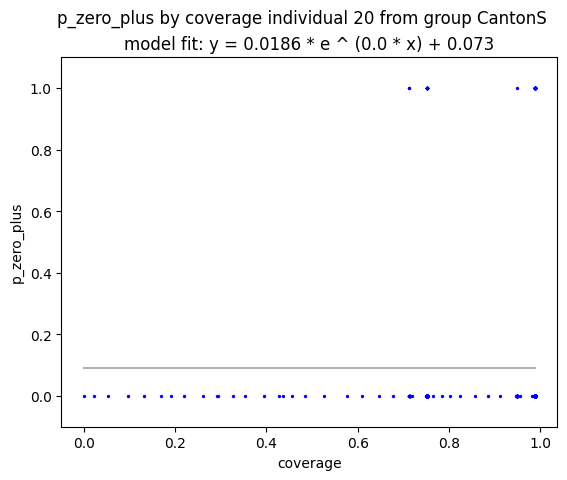 p_zero_plus by coverage individual 20 from group CantonS
model fit: y = 0.0186 * e ^ (0.0 * x) + 0.073
1.0
0.8
0.6
0.4
0.2
0.0
p_zero_plus
0.0 0.2 0.4 0.6 0.8 1.0
coverage